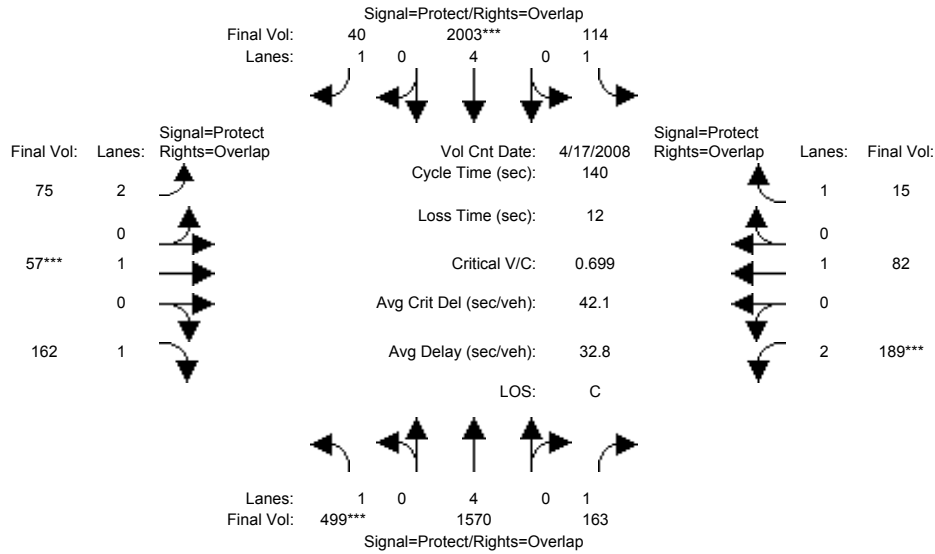 Signal=Protect/Rights=Overlap
Final Vol: 40 2003*** 114
Lanes: 1 0 4 0 1
Signal=Protect Signal=Protect
Final Vol: Lanes: Rights=Overlap Vol Cnt Date: 4/17/2008 Rights=Overlap Lanes: Final Vol:
Cycle Time (sec): 140
75 2 1 15
Loss Time (sec): 12
0 0
57*** 1 Critical V/C: 0.699 1 82
0 Avg Crit Del (sec/veh): 42.1 0
162 1 Avg Delay (sec/veh): 32.8 2 189***
LOS: C
Lanes: 1 0 4 0 1
Final Vol: 499*** 1570 163
Signal=Protect/Rights=Overlap